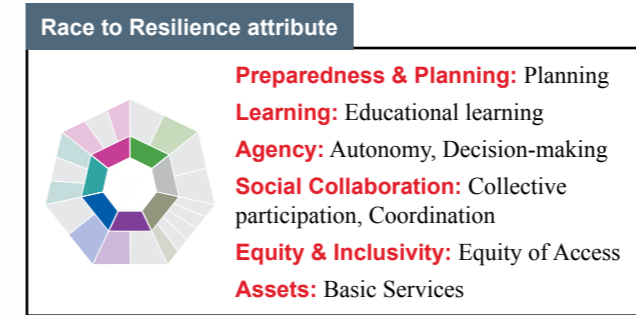 Race to Resilience attribute
Preparedness & Planning: Planning
Learning: Educational learning
Agency: Autonomy, Decision-making
Social Collaboration: Collective
participation, Coordination
Equity & Inclusivity: Equity of Access
Assets: Basic Services